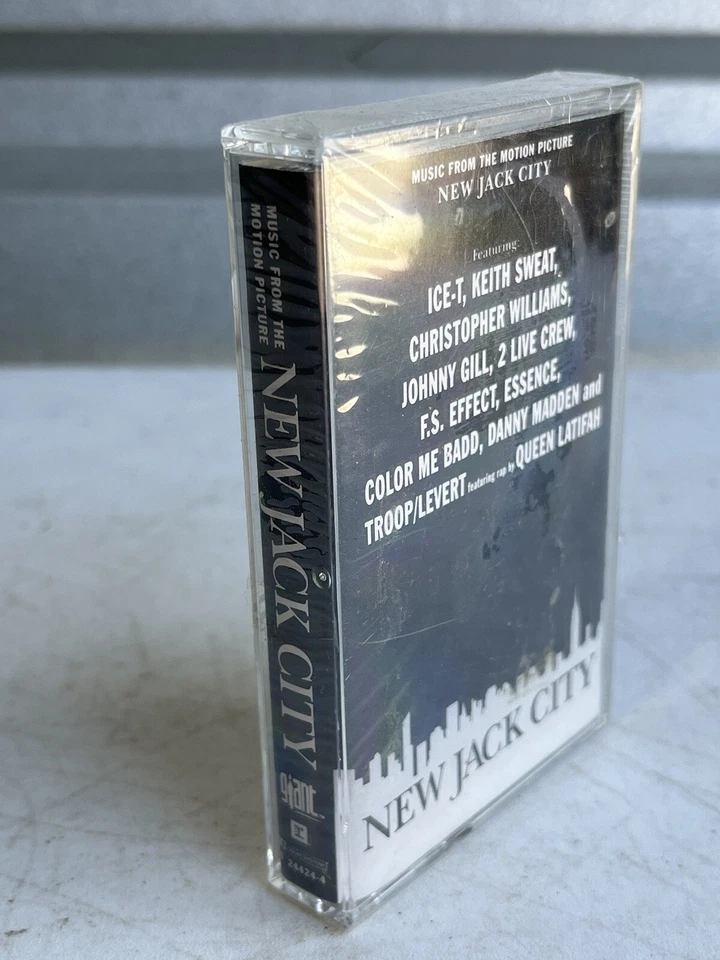 MUSIC FROM THE
MOTION PICTURE
NEW JACK CITY
giant
24424-4
MUSIC FROM THE MOTION PICTURE
NEW JACK CITY
Featuring:
ICE-T, KEITH SWEAT,
CHRISTOPHER WILLIAMS,
JOHNNY GILL, 2 LIVE CREW,
F.S. EFFECT, ESSENCE,
COLOR ME BADD, DANNY MADDEN and
TROOP/LEVERT featuring rap by QUEEN LATIFAH
NEW JACK CITY